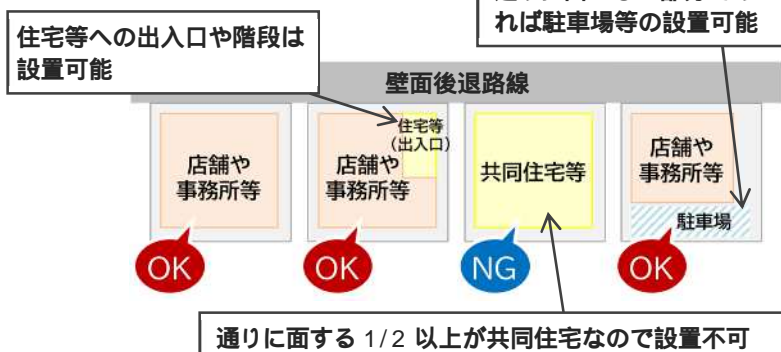 住宅等への出入口や階段は
設置可能
れば駐車場等の設置可能
壁面後退路線
店舗や
事務所等
店舗や
事務所等
住宅等
(出入口)
共同住宅等
店舗や
事務所等
駐車場
OK
OK
NG
OK
通りに面する 1/2 以上が共同住宅なので設置不可